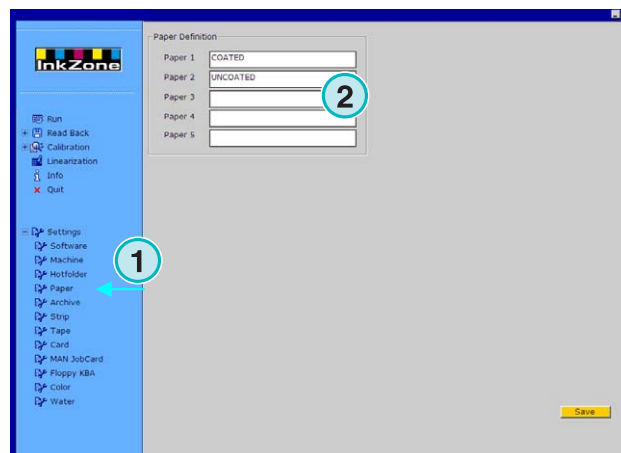 InkZone
Run
Read Back
Calibration
Linearization
Info
Quit
Settings
Software
Machine
Hotfolder
Paper
Archive
Strip
Tape
Card
MAN JobCard
Floppy KBA
Color
Water
1
Paper Definition
Paper 1 COATED
Paper 2 UNCOATED
Paper 3
Paper 4
Paper 5
2
Save